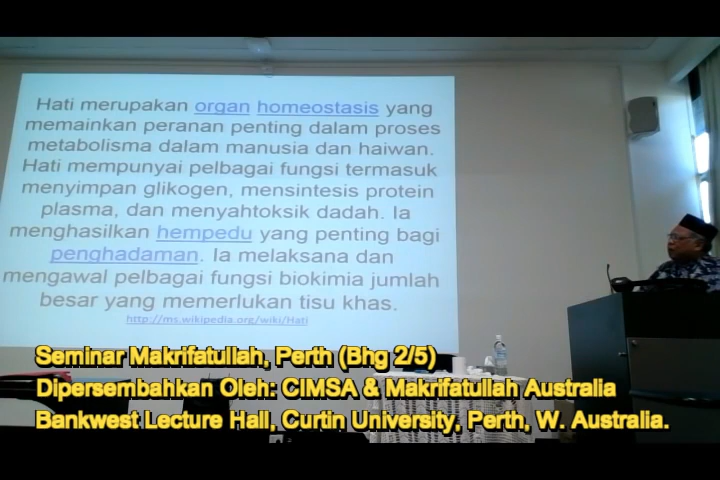 Hati merupakan organ homeostasis yang
memainkan peranan penting dalam proses
metabolisma dalam manusia dan haiwan.
Hati mempunyai pelbagai fungsi termasuk
menyimpan glikogen, mensintesis protein
plasma, dan menyahtoksik dadah. Ia
menghasilkan hempedu yang penting bagi
penghadaman. Ia melaksana dan
mengawal pelbagai fungsi biokimia jumlah
besar yang memerlukan tisu khas.
http://ms.wikipedia.org/wiki/Hati
Seminar Makrifatullah, Perth (Bhg 2/5)
Dipersembahkan Oleh: CIMSA & Makrifatullah Australia
Bankwest Lecture Hall, Curtin University, Perth, W. Australia.